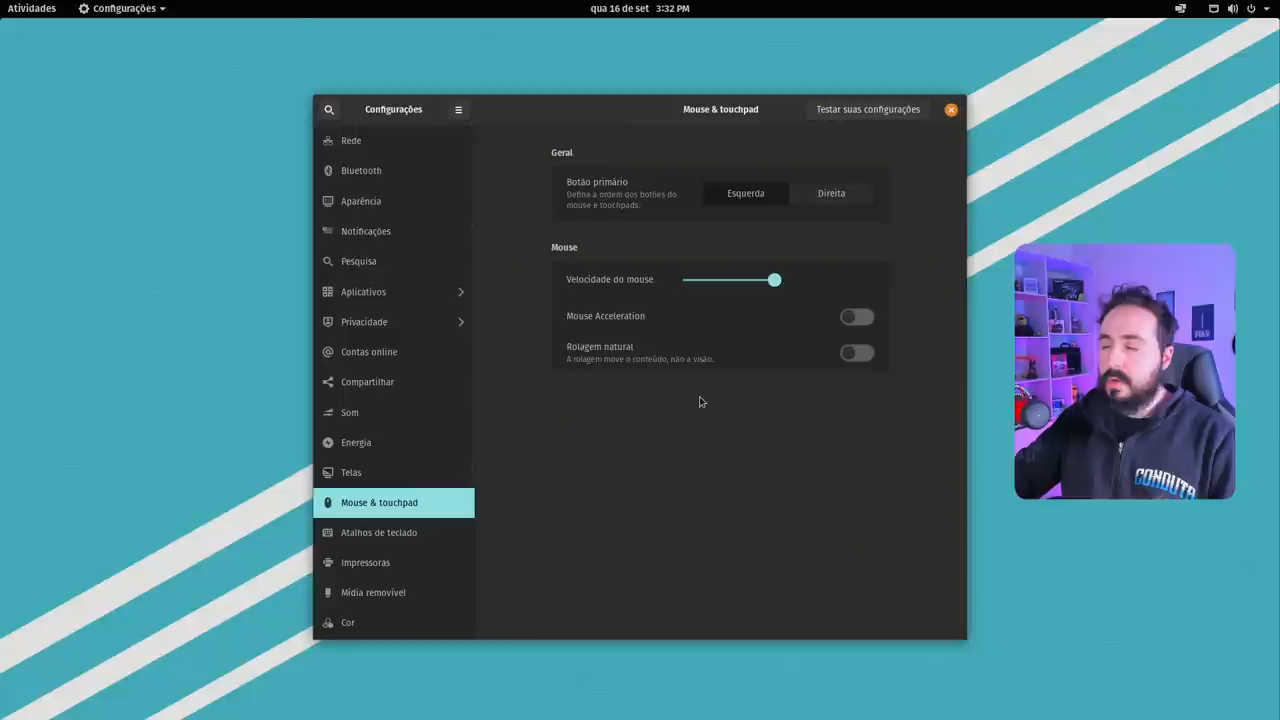 Atividades
Configurações
qua 16 de set 3:32 PM
Configurações
Mouse & touchpad
Testar suas configurações
Rede
Bluetooth
Aparência
Notificações
Pesquisa
Aplicativos
Privacidade
Contas online
Compartilhar
Som
Energia
Telas
Mouse & touchpad
Atalhos de teclado
Impressoras
Mídia removível
Cor
Geral
Botão primário
Defina a ordem dos botões do
mouse e touchpads.
Esquerda
Direita
Mouse
Velocidade do mouse
Mouse Acceleration
Rolagem natural
A rolagem move o conteúdo, não a visão.
CONDUTA